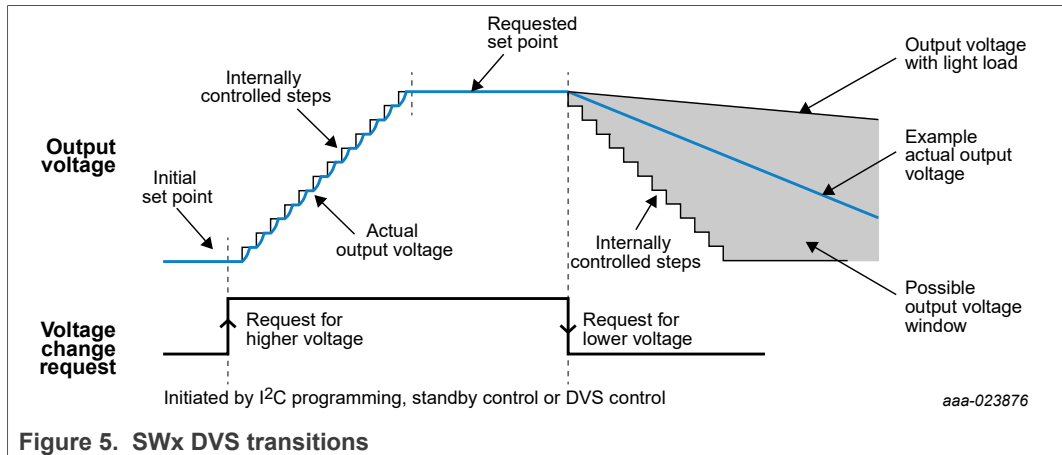 Requested
set point
Output voltage
with light load
Internally
controlled steps
Output
voltage
Example
actual output
voltage
Initial
set point
Actual
output voltage
Internally
controlled steps
Possible
output voltage
window
Voltage
change
request
Request for
higher voltage
Request for
lower voltage
Initiated by I2C programming, standby control or DVS control
aaa-023876
Figure 5. SWx DVS transitions